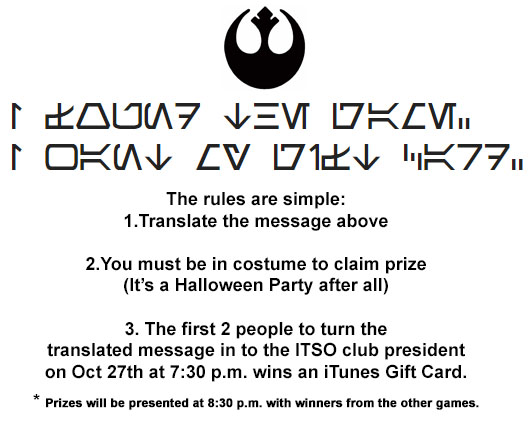 The rules are simple:
1.Translate the message above
2.You must be in costume to claim prize
(It's a Halloween Party after all)
3. The first 2 people to turn the
translated message in to the ITSO club president
on Oct 27th at 7:30 p.m. wins an iTunes Gift Card.
* Prizes will be presented at 8:30 p.m. with winners from the other games.